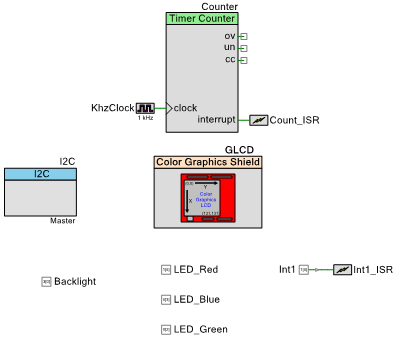 Counter
Timer Counter
ov
un
cc
KhzClock
1 kHz
clock
interrupt
Count_ISR
I2C
I2C
Master
GLCD
Color Graphics Shield
Y
X
Color
Graphics
LCD
LED_Red
Int1
Int1_ISR
Backlight
LED_Blue
LED_Green